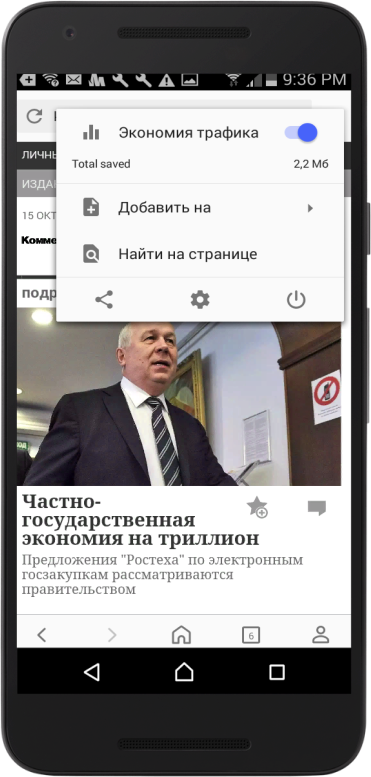 9:36 PM
Экономия трафика
ЛИЧНЫ
Total saved 2,2 Мб
ИЗДА
15 ОКТ
Добавить на
Комме
Найти на странице
подр
Частно-
государственная
экономия на триллион
Предложения "Ростеха" по электронным
госзакупкам рассматриваются
правительством
6